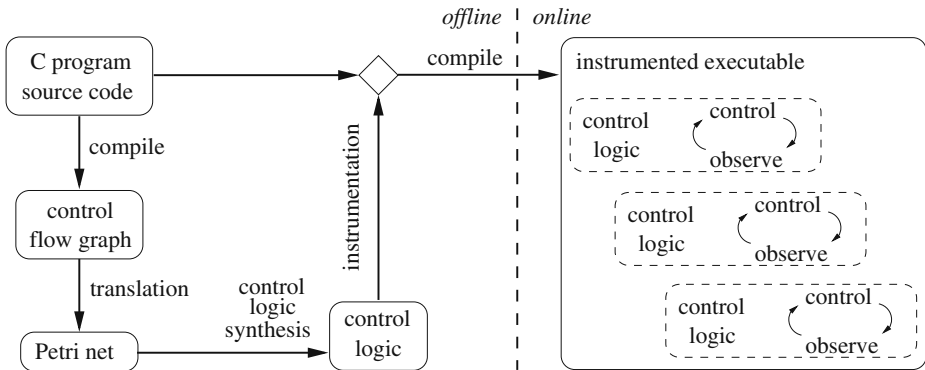 offline
online
C program
source code
compile
instrumented executable
control
logic
control
observe
compile
instrumentation
control
flow graph
control
logic
control
observe
translation
control
logic
synthesis
Petri net
control
logic
control
logic
control
observe